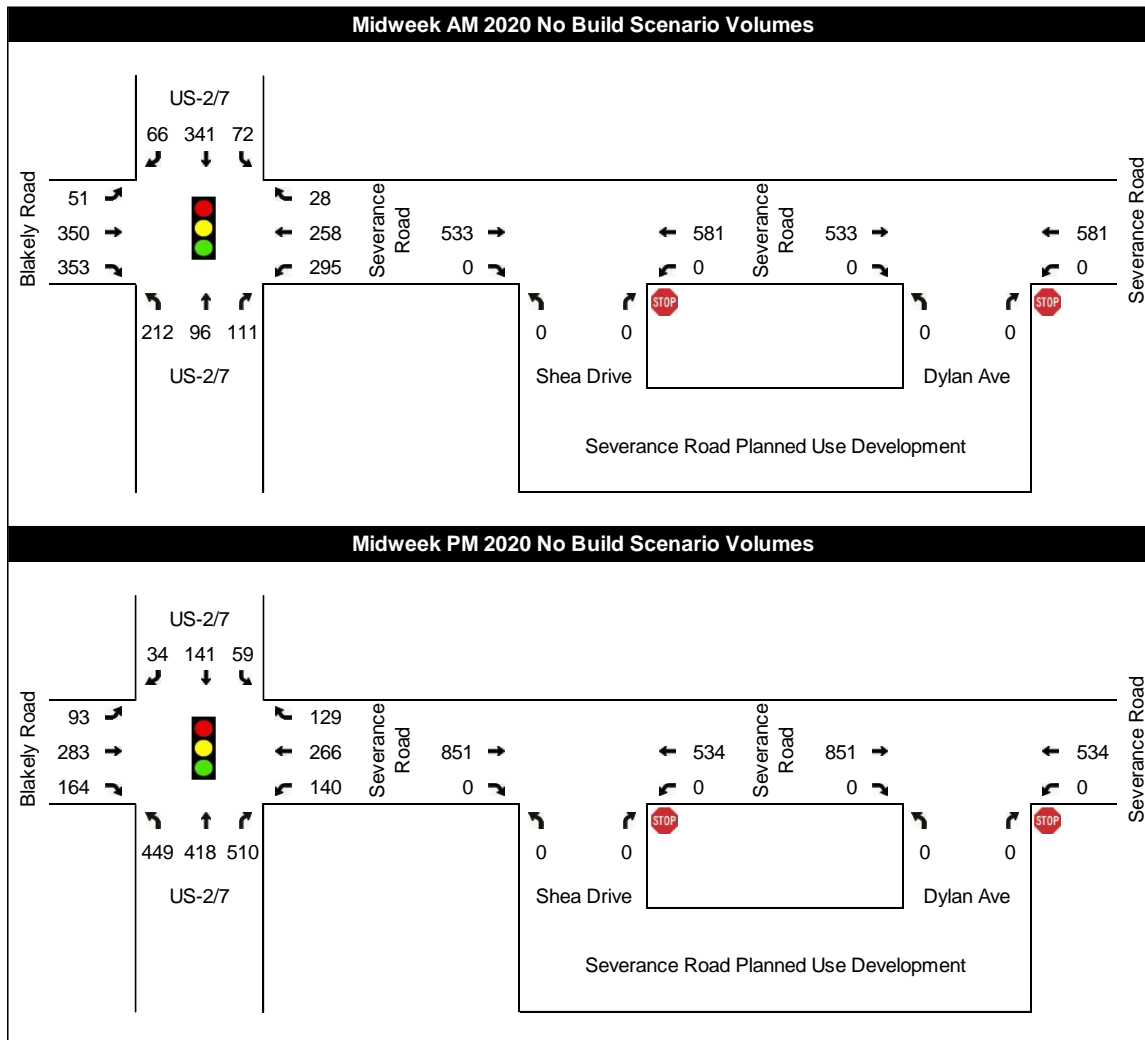 Midweek AM 2020 No Build Scenario Volumes
US-2/7
66 341 72
Blakely Road
51
350
353
28
258
295
Severance
Road
533
0
581
0
Severance
Road
533
0
581
0
Severance Road
STOP
STOP
212 96 111
0 0
0 0
US-2/7
Shea Drive
Dylan Ave
Severance Road Planned Use Development
Midweek PM 2020 No Build Scenario Volumes
US-2/7
34 141 59
Blakely Road
93
283
164
129
266
140
Severance
Road
851
0
534
0
Severance
Road
851
0
534
0
Severance Road
STOP
STOP
449 418 510
0 0
0 0
US-2/7
Shea Drive
Dylan Ave
Severance Road Planned Use Development